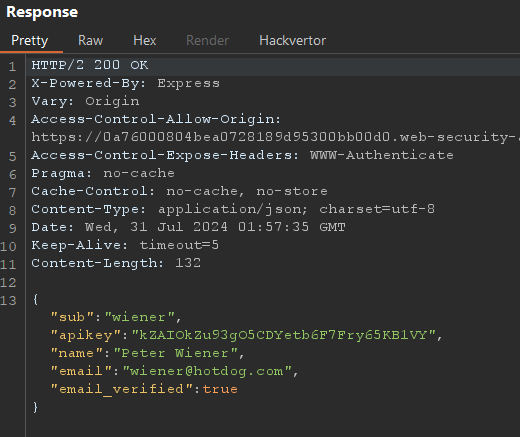 Response
Pretty Raw Hex Render Hackvertor
1 HTTP/2 200 OK
2 X-Powered-By: Express
3 Vary: Origin
4 Access-Control-Allow-Origin:
https://0a76000804bea0728189d95300bb00d0.web-security-
5 Access-Control-Expose-Headers: WWW-Authenticate
6 Pragma: no-cache
7 Cache-Control: no-cache, no-store
8 Content-Type: application/json; charset=utf-8
9 Date: Wed, 31 Jul 2024 01:57:35 GMT
10 Keep-Alive: timeout=5
11 Content-Length: 132
12
13 {
"sub":"wiener",
"apikey":"kZAIOkZu93gO5CDYetb6F7Fry65KBlVY",
"name":"Peter Wiener",
"email":"wiener@hotdog.com",
"email_verified":true
}